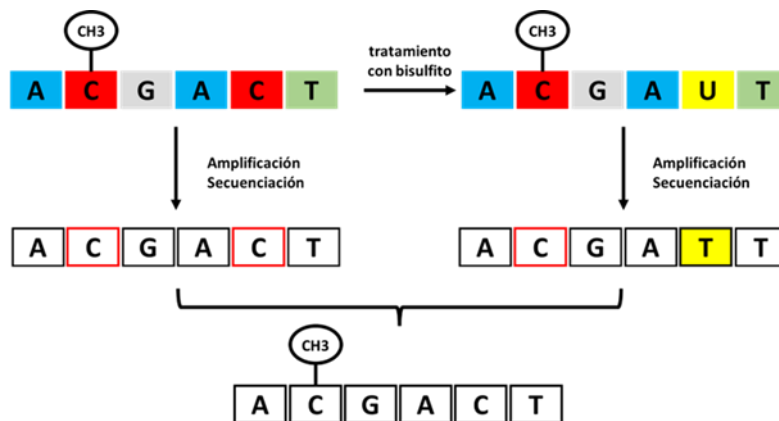 CH3
CH3
tratamiento
con bisulfito
A C G A C T
A C G A U T
Amplificación
Secuenciación
Amplificación
Secuenciación
A C G A C T
A C G A T T
CH3
A C G A C T